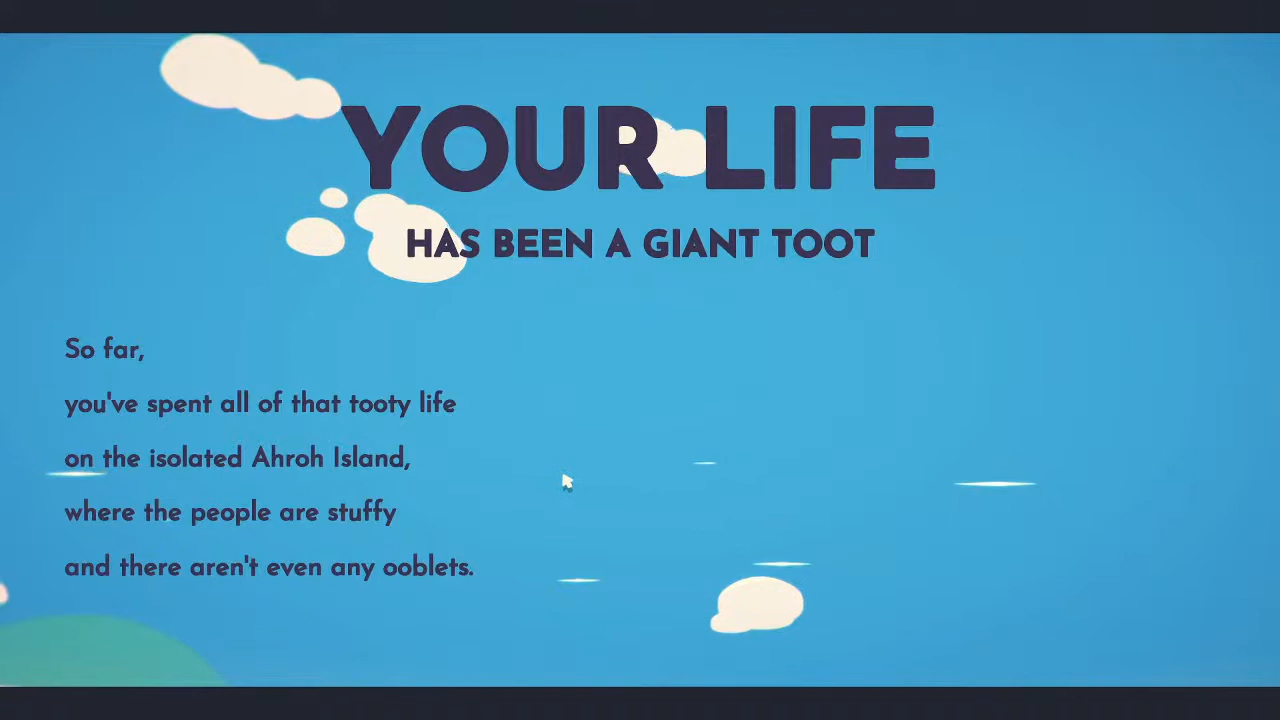 YOUR LIFE
HAS BEEN A GIANT TOOT
So far,
you've spent all of that tooty life
on the isolated Ahroh Island,
where the people are stuffy
and there aren't even any ooblets.